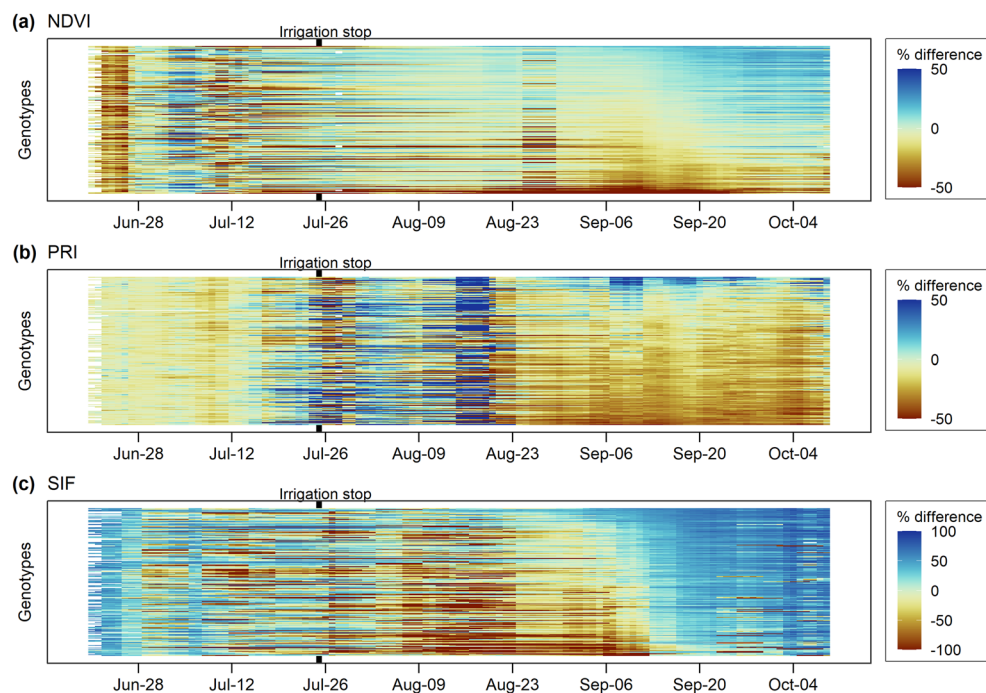 (a) NDVI
Irrigation stop
Genotypes
Jun-28 Jul-12 Jul-26 Aug-09 Aug-23 Sep-06 Sep-20 Oct-04
% difference
50
0
-50
(b) PRI
Irrigation stop
Genotypes
Jun-28 Jul-12 Jul-26 Aug-09 Aug-23 Sep-06 Sep-20 Oct-04
% difference
50
0
-50
(c) SIF
Irrigation stop
Genotypes
Jun-28 Jul-12 Jul-26 Aug-09 Aug-23 Sep-06 Sep-20 Oct-04
% difference
100
50
0
-50
-100